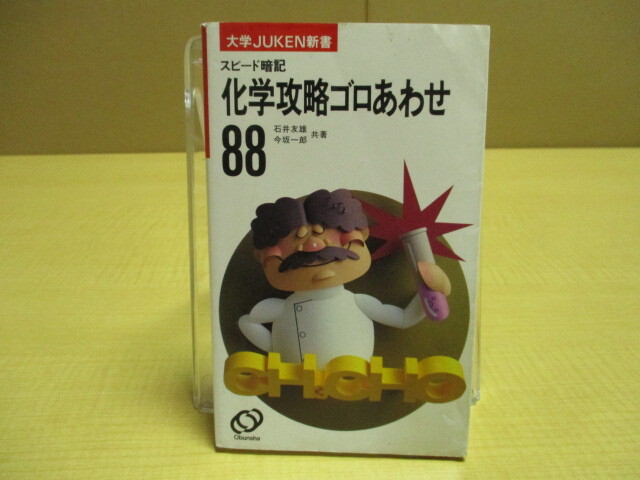 大学JUKEN新書
スピード暗記
化学攻略ゴロあわせ
88
石井友雄
今坂一郎
共著
CH₃CHO
Obunsha